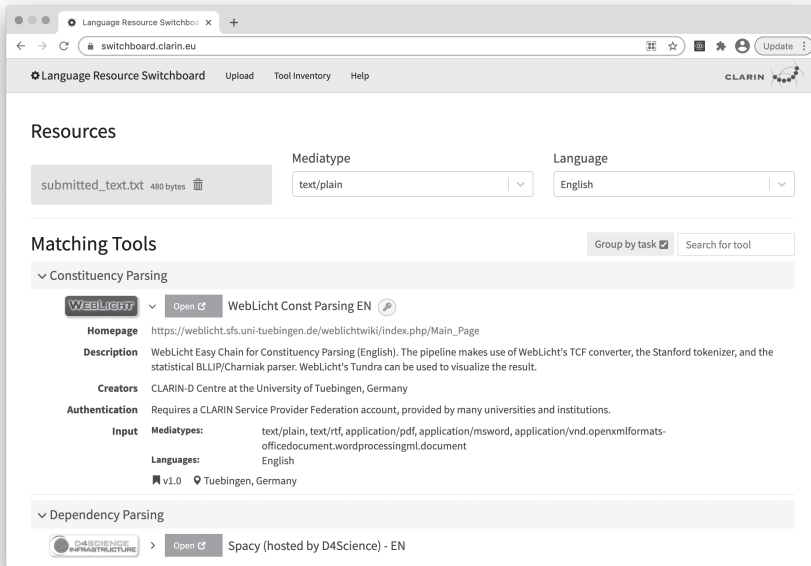 Language Resource Switchboa
switchboard.clarin.eu
Update
Language Resource Switchboard Upload Tool Inventory Help CLARIN
Resources
Mediatype Language
submitted_text.txt 480 bytes text/plain English
Matching Tools Group by task Search for tool
Constituency Parsing
WEBLICHT Open WebLicht Const Parsing EN
Homepage https://weblicht.sfs.uni-tuebingen.de/weblichtwiki/index.php/Main_Page
Description WebLicht Easy Chain for Constituency Parsing (English). The pipeline makes use of WebLicht's TCF converter, the Stanford tokenizer, and the
statistical BLLIP/Charniak parser. WebLicht's Tundra can be used to visualize the result.
Creators CLARIN-D Centre at the University of Tuebingen, Germany
Authentication Requires a CLARIN Service Provider Federation account, provided by many universities and institutions.
Input Mediatypes: text/plain, text/rtf, application/pdf, application/msword, application/vnd.openxmlformats-
officedocument.wordprocessingml.document
Languages: English
v1.0 Tuebingen, Germany
Dependency Parsing
D4SCIENCE INFRASTRUCTURE Open Spacy (hosted by D4Science) - EN